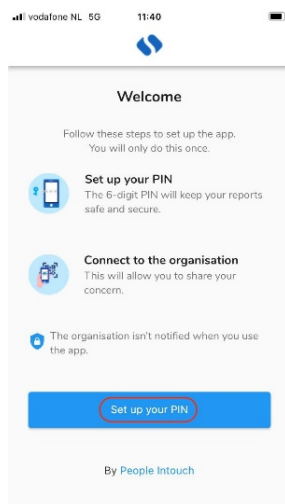 vodafone NL 5G 11:40
Welcome
Follow these steps to set up the app.
You will only do this once.
Set up your PIN
The 6-digit PIN will keep your reports
safe and secure.
Connect to the organisation
This will allow you to share your
concern.
The organisation isn't notified when you use
the app.
Set up your PIN
By People Intouch